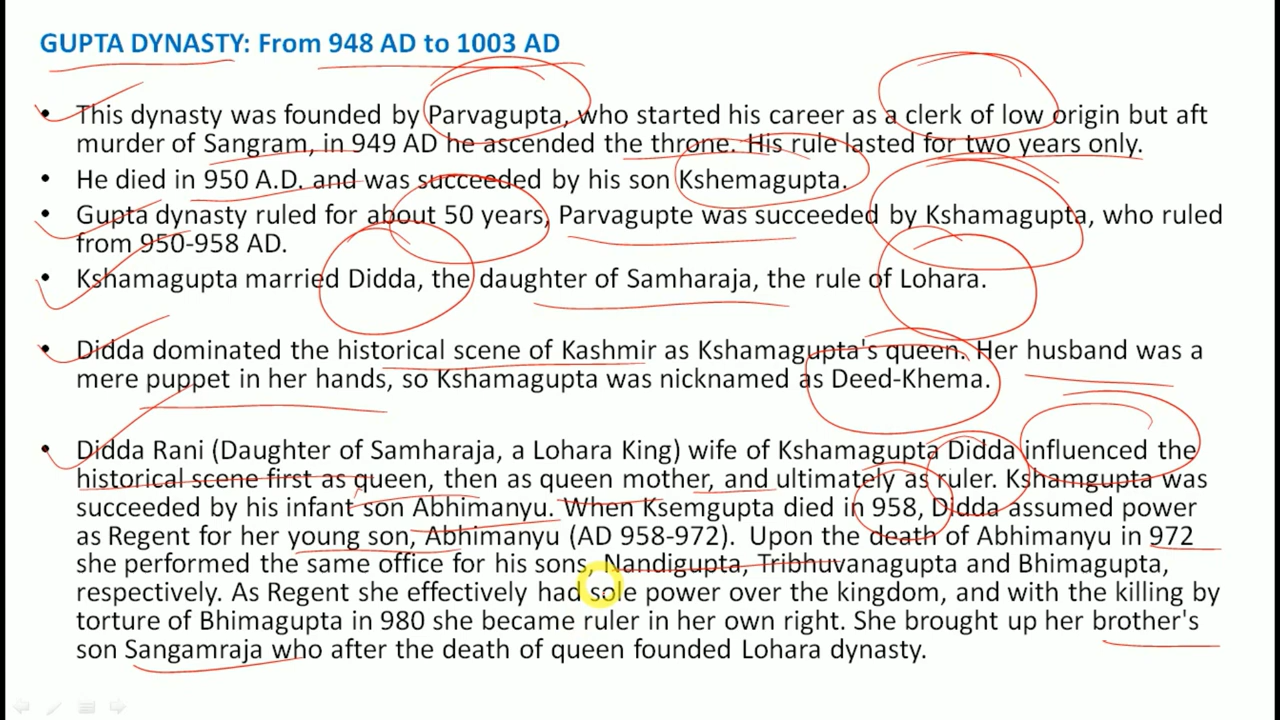 GUPTA DYNASTY: From 948 AD to 1003 AD
• This dynasty was founded by Parvagupta, who started his career as a clerk of low origin but aft
murder of Sangram, in 949 AD he ascended the throne. His rule lasted for two years only.
• He died in 950 A.D. and was succeeded by his son Kshemagupta.
• Gupta dynasty ruled for about 50 years, Parvagupte was succeeded by Kshamagupta, who ruled
from 950-958 AD.
• Kshamagupta married Didda, the daughter of Samharaja, the rule of Lohara.
• Didda dominated the historical scene of Kashmir as Kshamagupta's queen. Her husband was a
mere puppet in her hands, so Kshamagupta was nicknamed as Deed-Khema.
• Didda Rani (Daughter of Samharaja, a Lohara King) wife of Kshamagupta Didda influenced the
historical scene first as queen, then as queen mother, and ultimately as ruler. Kshamgupta was
succeeded by his infant son Abhimanyu. When Ksemgupta died in 958, Didda assumed power
as Regent for her young son, Abhimanyu (AD 958-972). Upon the death of Abhimanyu in 972
she performed the same office for his sons, Nandigupta, Tribhuvanagupta and Bhimagupta,
respectively. As Regent she effectively had sole power over the kingdom, and with the killing by
torture of Bhimagupta in 980 she became ruler in her own right. She brought up her brother's
son Sangamraja who after the death of queen founded Lohara dynasty.